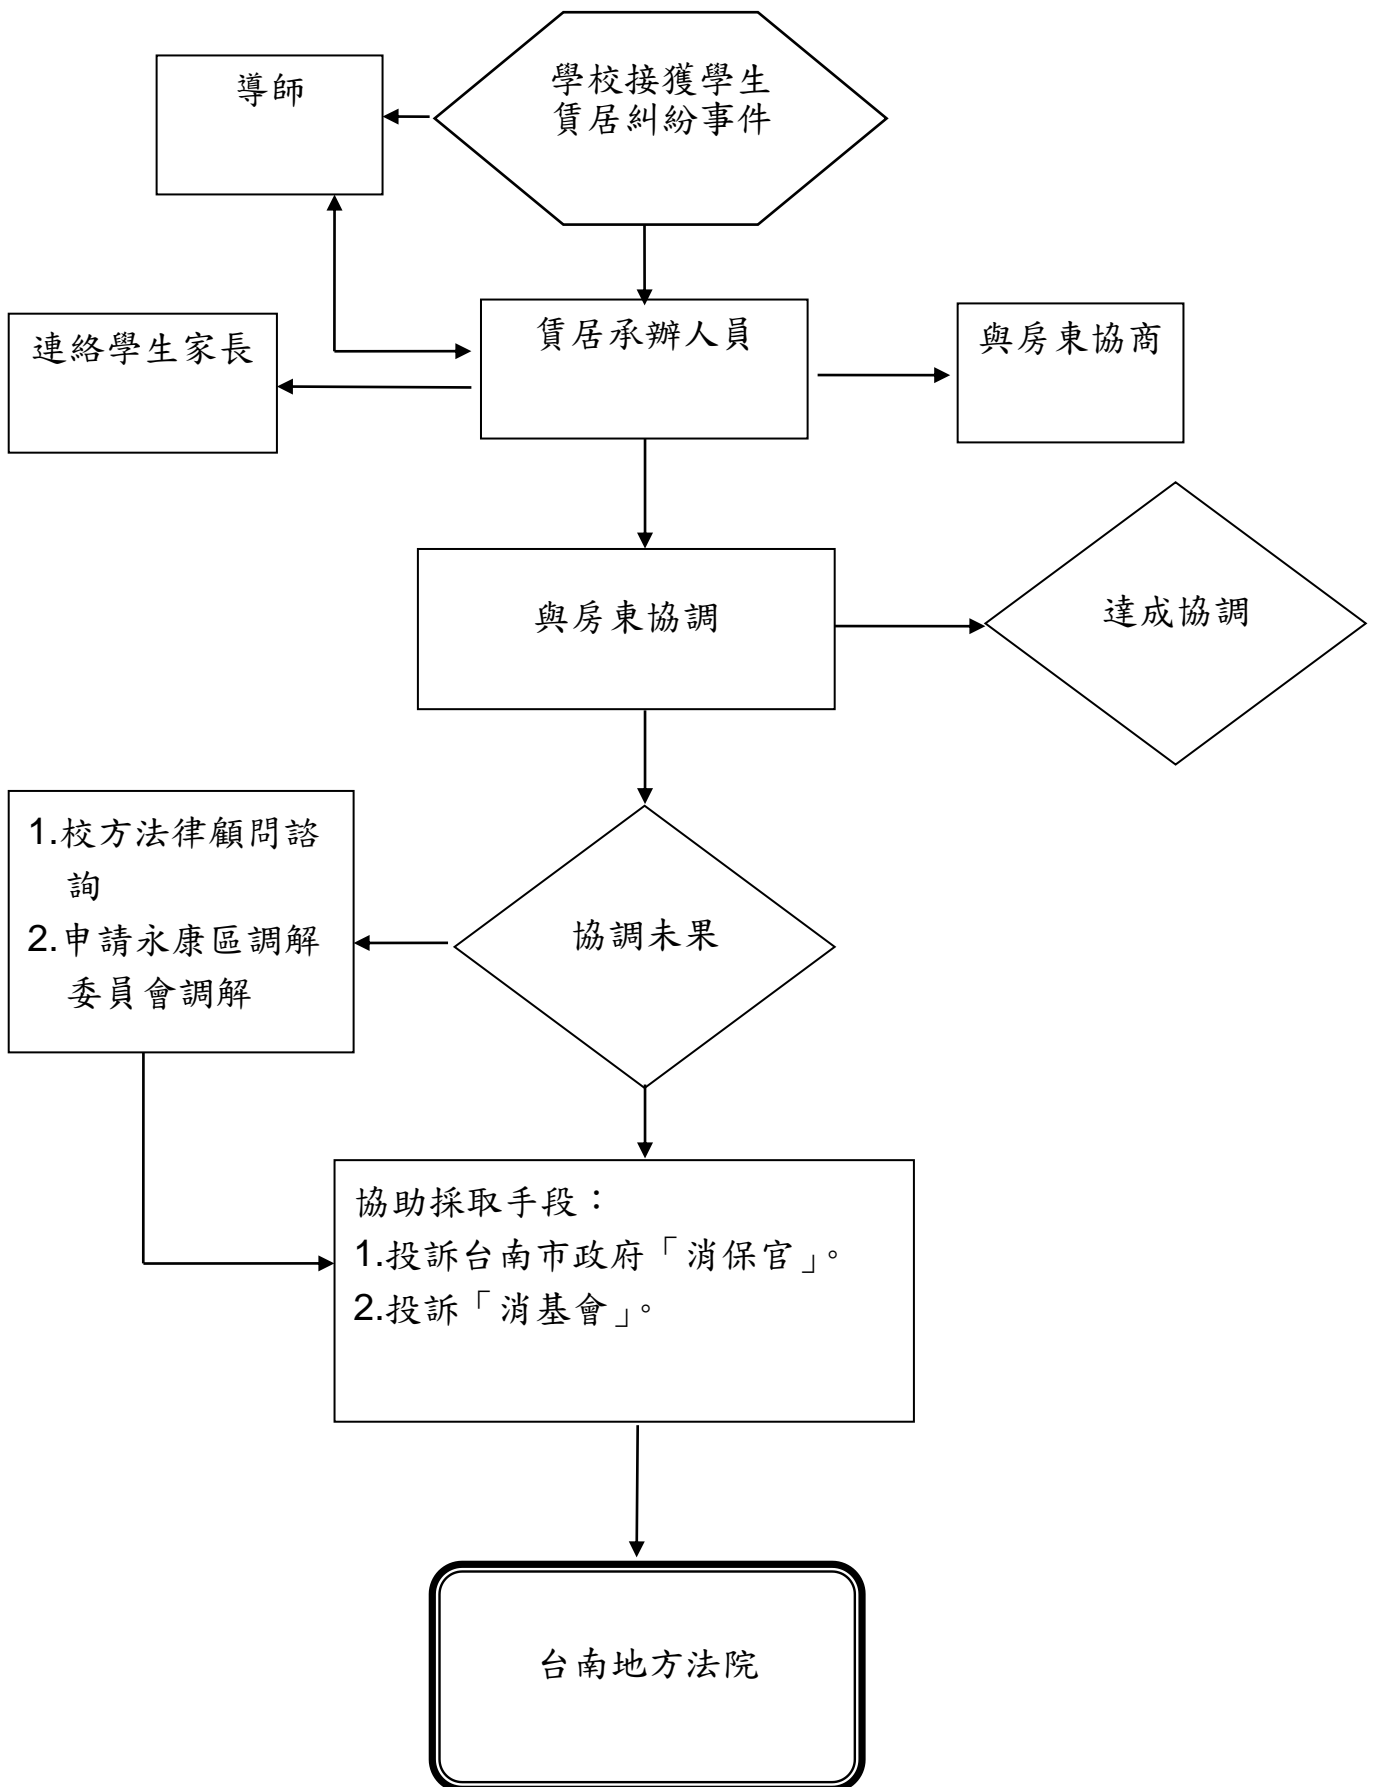 學校接獲學生
賃居糾紛事件
導師
賃居承辦人員
連絡學生家長
與房東協商
與房東協調
達成協調
協調未果
1.校方法律顧問諮
詢
2.申請永康區調解
委員會調解
協助採取手段：
1.投訴台南市政府「消保官」。
2.投訴「消基會」。
台南地方法院